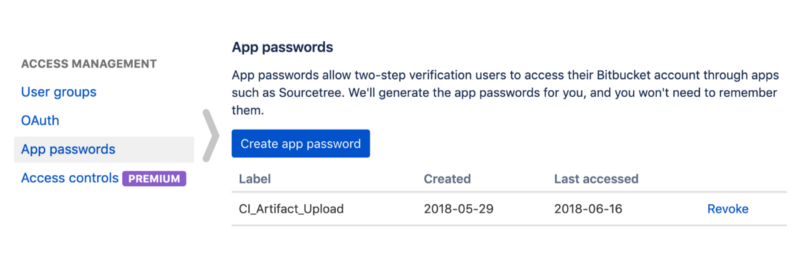 ACCESS MANAGEMENT
User groups
OAuth
App passwords
Access controls PREMIUM
App passwords
App passwords allow two-step verification users to access their Bitbucket account through apps
such as Sourcetree. We'll generate the app passwords for you, and you won't need to remember
them.
Create app password
Label Created Last accessed
CI_Artifact_Upload 2018-05-29 2018-06-16 Revoke